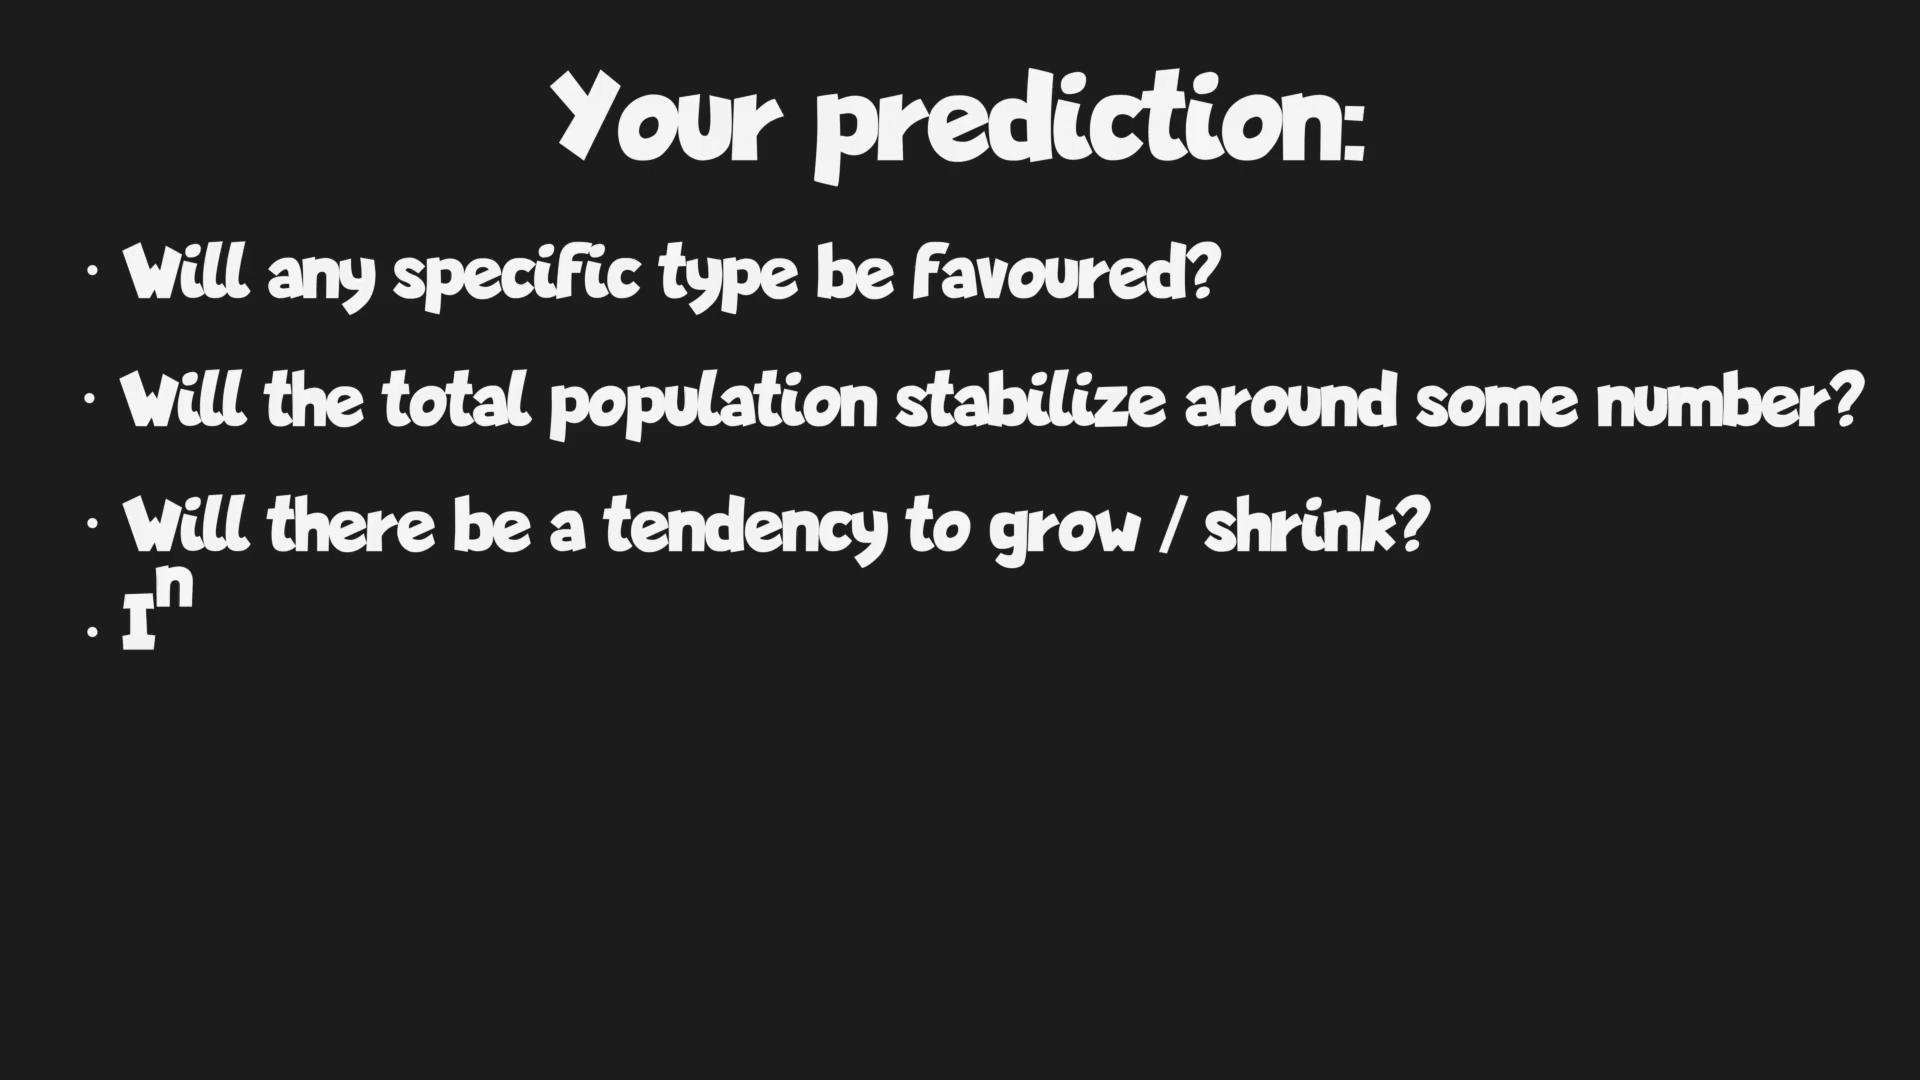 Your prediction:
• Will any specific type be favoured?
• Will the total population stabilize around some number?
• Will there be a tendency to grow / shrink?
• In